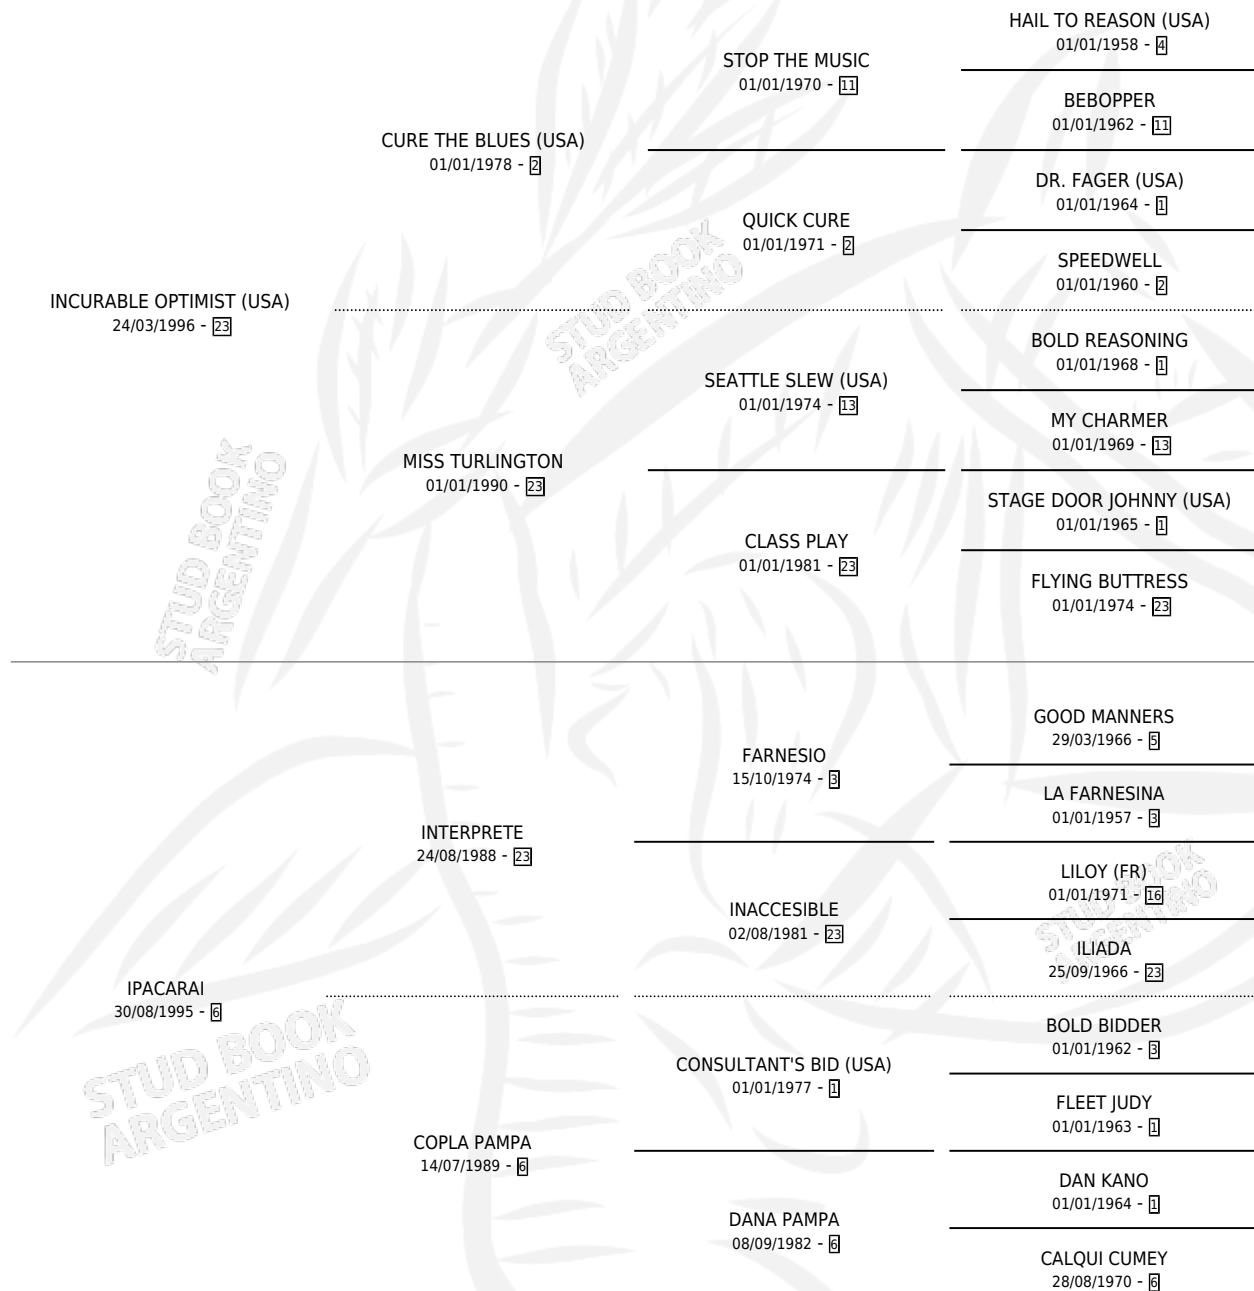 INCURABLE OPTIMIST (USA)
24/03/1996 - 23
CURE THE BLUES (USA)
01/01/1978 - 2
STOP THE MUSIC
01/01/1970 - 11
HAIL TO REASON (USA)
01/01/1958 - 4
BEBOPPER
01/01/1962 - 11
QUICK CURE
01/01/1971 - 2
DR. FAGER (USA)
01/01/1964 - 1
SPEEDWELL
01/01/1960 - 2
MISS TURLINGTON
01/01/1990 - 23
SEATTLE SLEW (USA)
01/01/1974 - 13
BOLD REASONING
01/01/1968 - 1
MY CHARMER
01/01/1969 - 13
CLASS PLAY
01/01/1981 - 23
STAGE DOOR JOHNNY (USA)
01/01/1965 - 1
FLYING BUTTRESS
01/01/1974 - 23
IPACARAI
30/08/1995 - 6
INTERPRETE
24/08/1988 - 23
FARNESIO
15/10/1974 - 3
GOOD MANNERS
29/03/1966 - 5
LA FARNESINA
01/01/1957 - 3
INACCESIBLE
02/08/1981 - 23
LILOY (FR)
01/01/1971 - 16
ILIADA
25/09/1966 - 23
COPLA PAMPA
14/07/1989 - 6
CONSULTANT'S BID (USA)
01/01/1977 - 1
BOLD BIDDER
01/01/1962 - 3
FLEET JUDY
01/01/1963 - 1
DANA PAMPA
08/09/1982 - 6
DAN KANO
01/01/1964 - 1
CALQUI CUMEY
28/08/1970 - 6
STUD BOOK
ARGENTINO
STUD BOOK
ARGENTINO
STUD BOOK
ARGENTINO
STUD BOOK
ARGENTINO